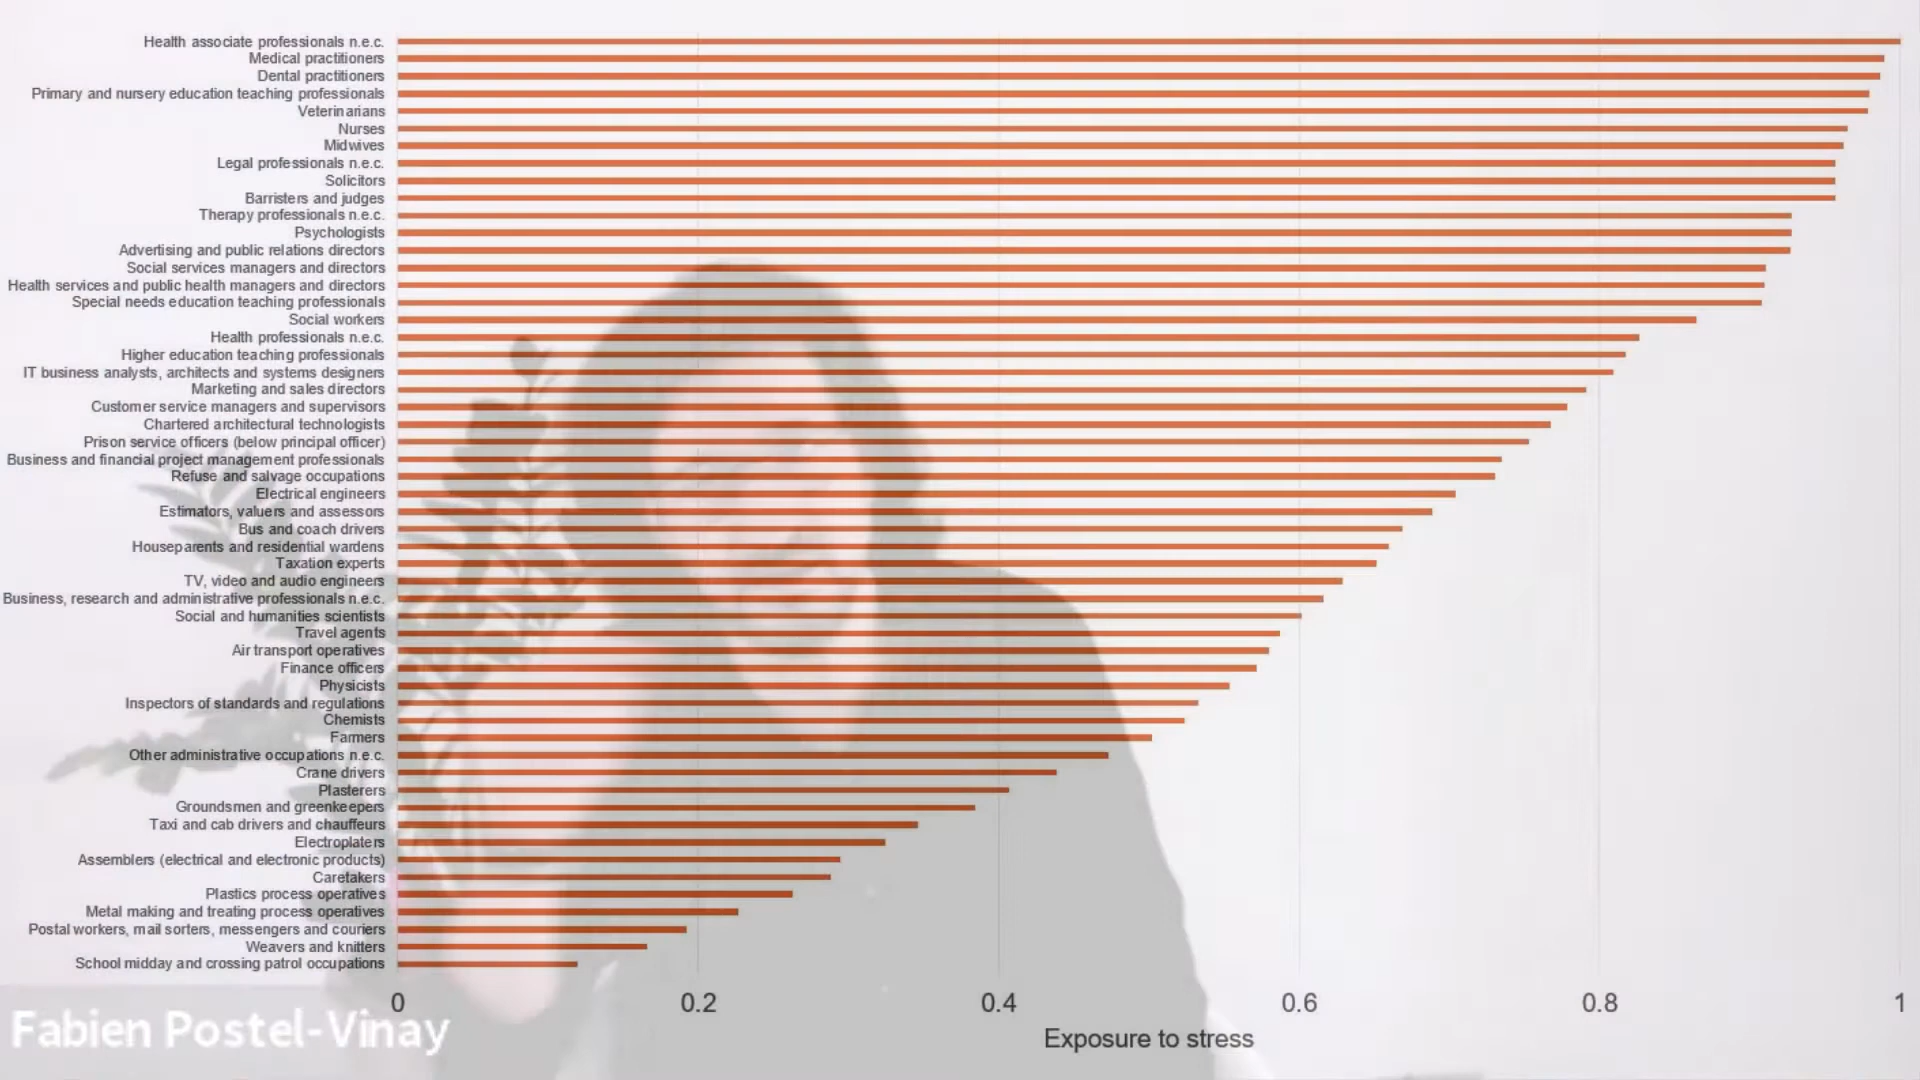 Health associate professionals n.e.c.
Medical practitioners
Dental practitioners
Primary and nursery education teaching professionals
Veterinarians
Nurses
Midwives
Legal professionals n.e.c.
Solicitors
Barristers and judges
Therapy professionals n.e.c.
Psychologists
Advertising and public relations directors
Social services managers and directors
Health services and public health managers and directors
Special needs education teaching professionals
Social workers
Health professionals n.e.c.
Higher education teaching professionals
IT business analysts, architects and systems designers
Marketing and sales directors
Customer service managers and supervisors
Chartered architectural technologists
Prison service officers (below principal officer)
Business and financial project management professionals
Refuse and salvage occupations
Electrical engineers
Estimators, valuers and assessors
Bus and coach drivers
Houseparents and residential wardens
Taxation experts
TV, video and audio engineers
Business, research and administrative professionals n.e.c.
Social and humanities scientists
Travel agents
Air transport operatives
Finance officers
Physicists
Inspectors of standards and regulations
Chemists
Farmers
Other administrative occupations n.e.c.
Crane drivers
Plasterers
Groundsmen and greenkeepers
Taxi and cab drivers and chauffeurs
Electroplaters
Assemblers (electrical and electronic products)
Caretakers
Plastics process operatives
Metal making and treating process operatives
Postal workers, mail sorters, messengers and couriers
Weavers and knitters
School midday and crossing patrol occupations
0 0.2 0.4 0.6 0.8 1
Exposure to stress
Fabien Postel-Vinay